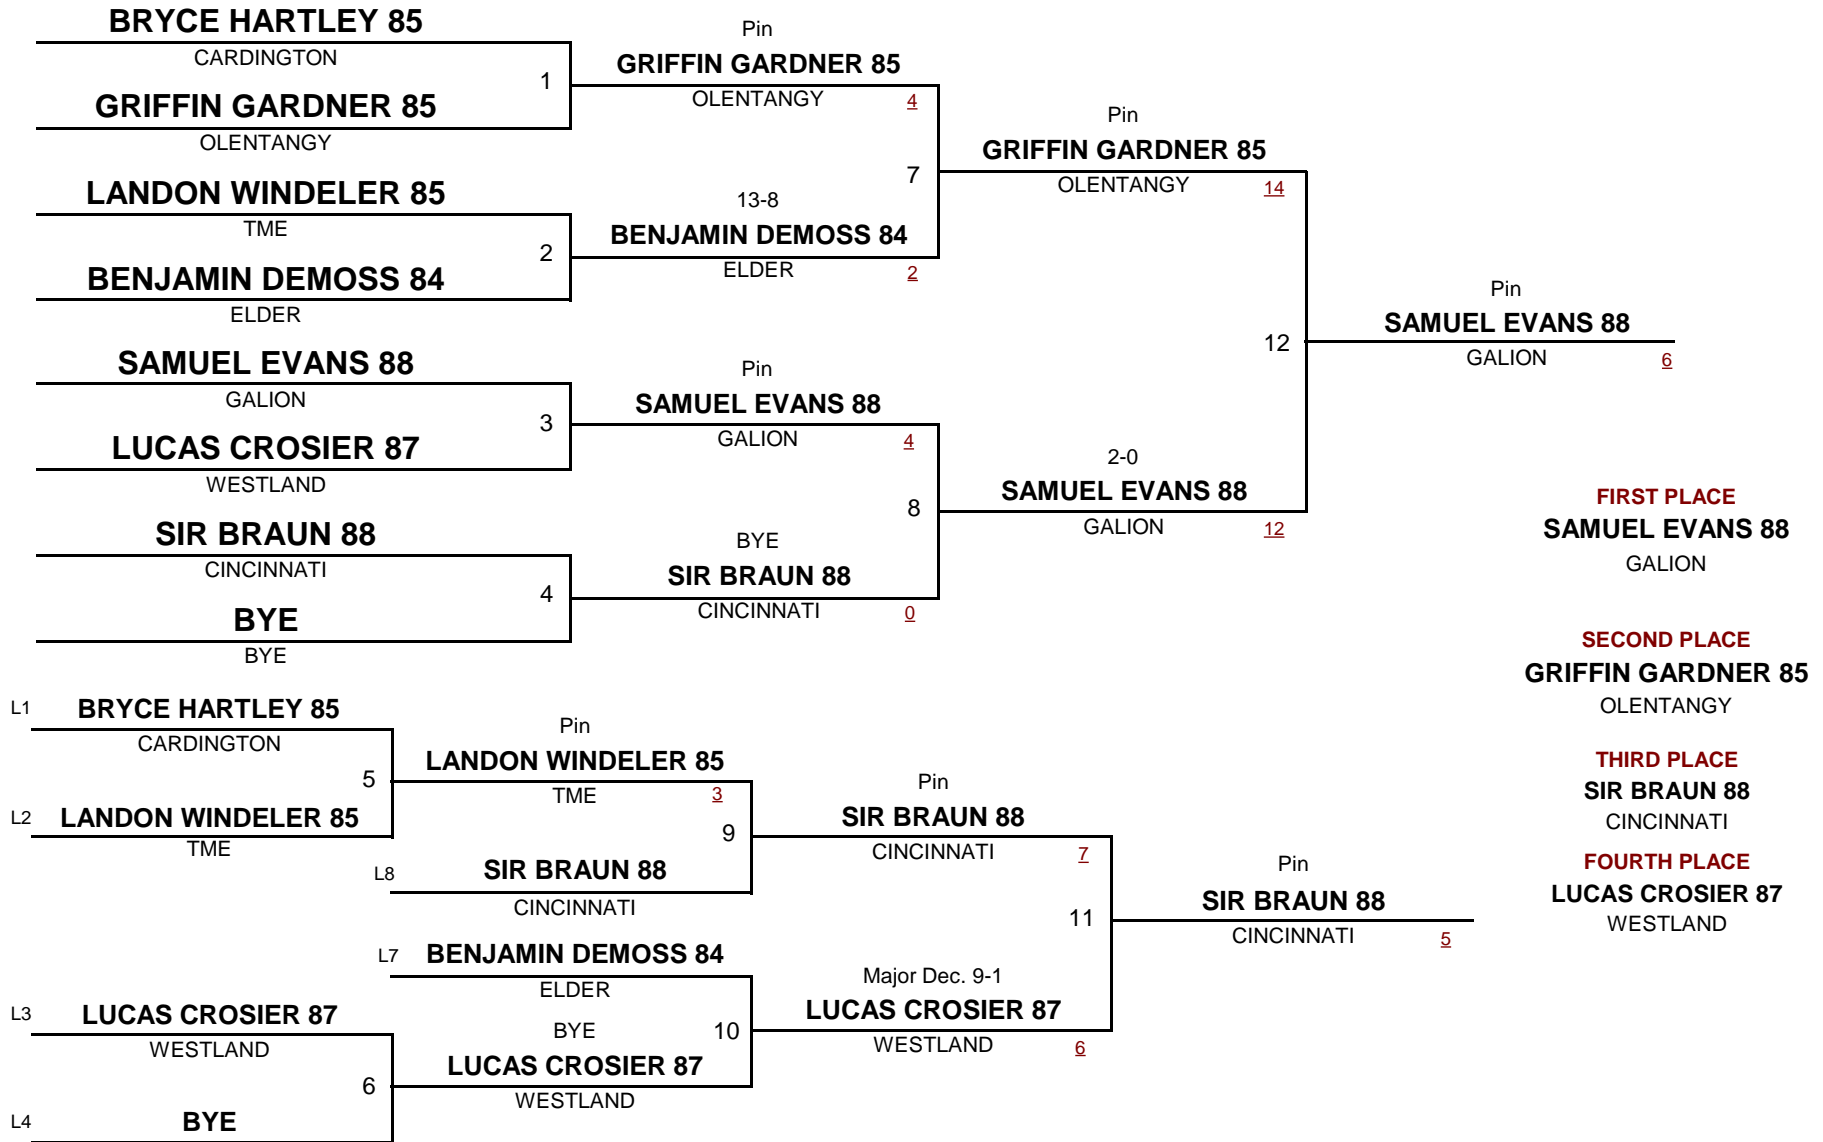 BRYCE HARTLEY 85
CARDINGTON
1
GRIFFIN GARDNER 85
OLENTANGY
LANDON WINDELER 85
TME
2
BENJAMIN DEMOSS 84
ELDER
SAMUEL EVANS 88
GALION
3
LUCAS CROSIER 87
WESTLAND
SIR BRAUN 88
CINCINNATI
4
BYE
BYE
Pin
GRIFFIN GARDNER 85
OLENTANGY
4
7
13-8
BENJAMIN DEMOSS 84
ELDER
2
Pin
SAMUEL EVANS 88
GALION
4
8
BYE
SIR BRAUN 88
CINCINNATI
0
Pin
GRIFFIN GARDNER 85
OLENTANGY
14
12
2-0
SAMUEL EVANS 88
GALION
12
Pin
SAMUEL EVANS 88
GALION
6
L1
BRYCE HARTLEY 85
CARDINGTON
5
L2
LANDON WINDELER 85
TME
L3
LUCAS CROSIER 87
WESTLAND
6
L4
BYE
Pin
LANDON WINDELER 85
TME
3
9
L8
SIR BRAUN 88
CINCINNATI
L7
BENJAMIN DEMOSS 84
ELDER
BYE
10
LUCAS CROSIER 87
WESTLAND
Pin
SIR BRAUN 88
CINCINNATI
7
11
Major Dec. 9-1
LUCAS CROSIER 87
WESTLAND
6
Pin
SIR BRAUN 88
CINCINNATI
5
FIRST PLACE
SAMUEL EVANS 88
GALION
SECOND PLACE
GRIFFIN GARDNER 85
OLENTANGY
THIRD PLACE
SIR BRAUN 88
CINCINNATI
FOURTH PLACE
LUCAS CROSIER 87
WESTLAND